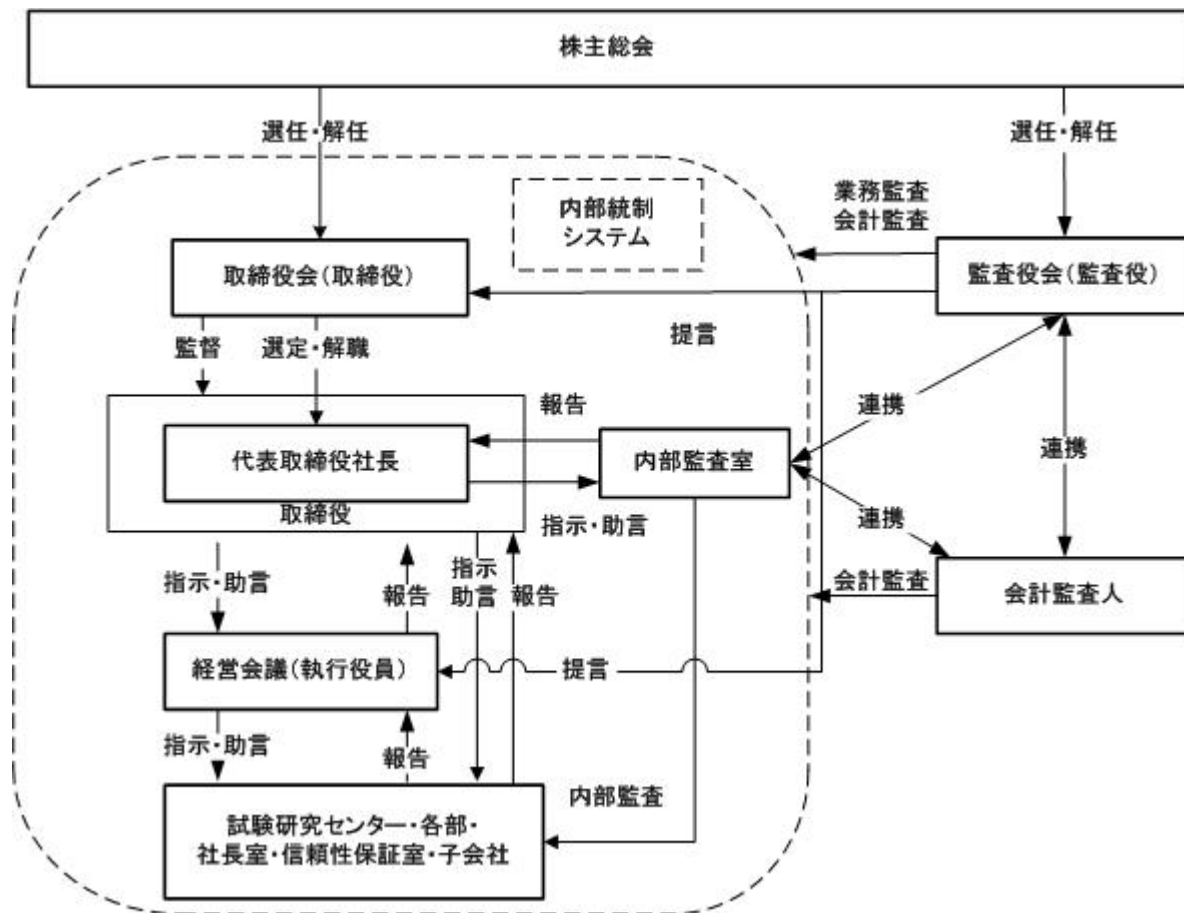 株主総会
選任・解任
選任・解任
内部統制
システム
業務監査
会計監査
取締役会(取締役)
監査役会(監査役)
提言
監督
選定・解職
報告
連携
代表取締役社長
内部監査室
連携
取締役
指示・助言
連携
指示・助言
報告
指示
助言
報告
会計監査
会計監査人
経営会議(執行役員)
提言
指示・助言
報告
内部監査
試験研究センター・各部・
社長室・信頼性保証室・子会社